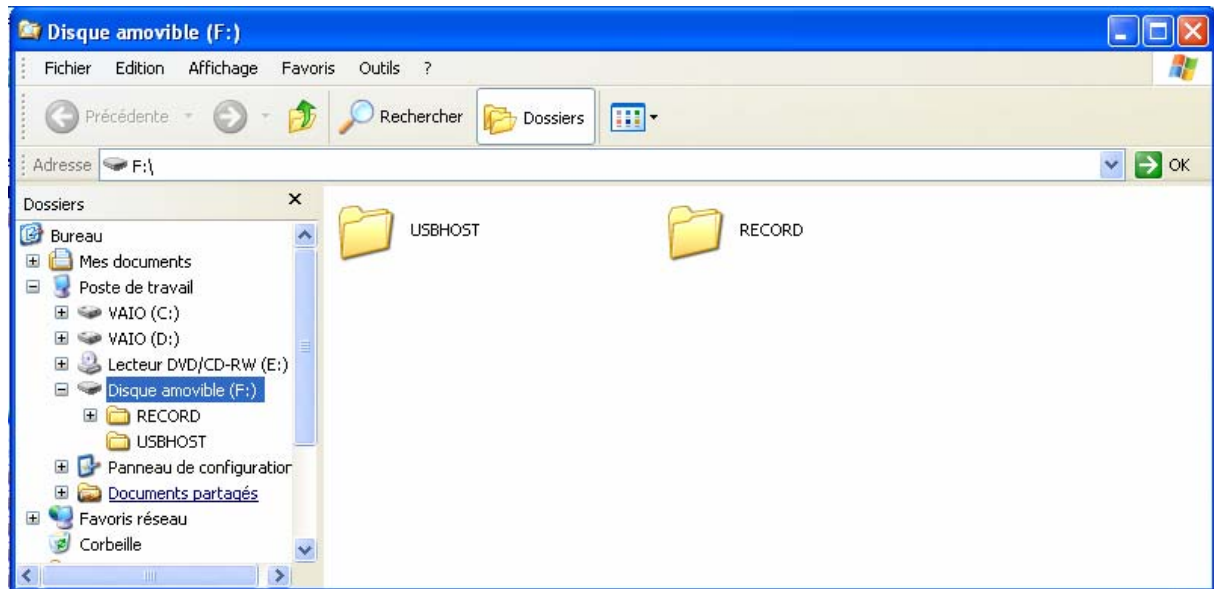 Disque amovible (F:)
Fichier Edition Affichage Favoris Outils ?
Précédente Rechercher Dossiers
Adresse F:\ OK
Dossiers
Bureau
Mes documents
Poste de travail
VAIO (C:)
VAIO (D:)
Lecteur DVD/CD-RW (E:)
Disque amovible (F:)
RECORD
USBHOST
Panneau de configuration
Documents partagés
Favoris réseau
Corbeille
USBHOST RECORD